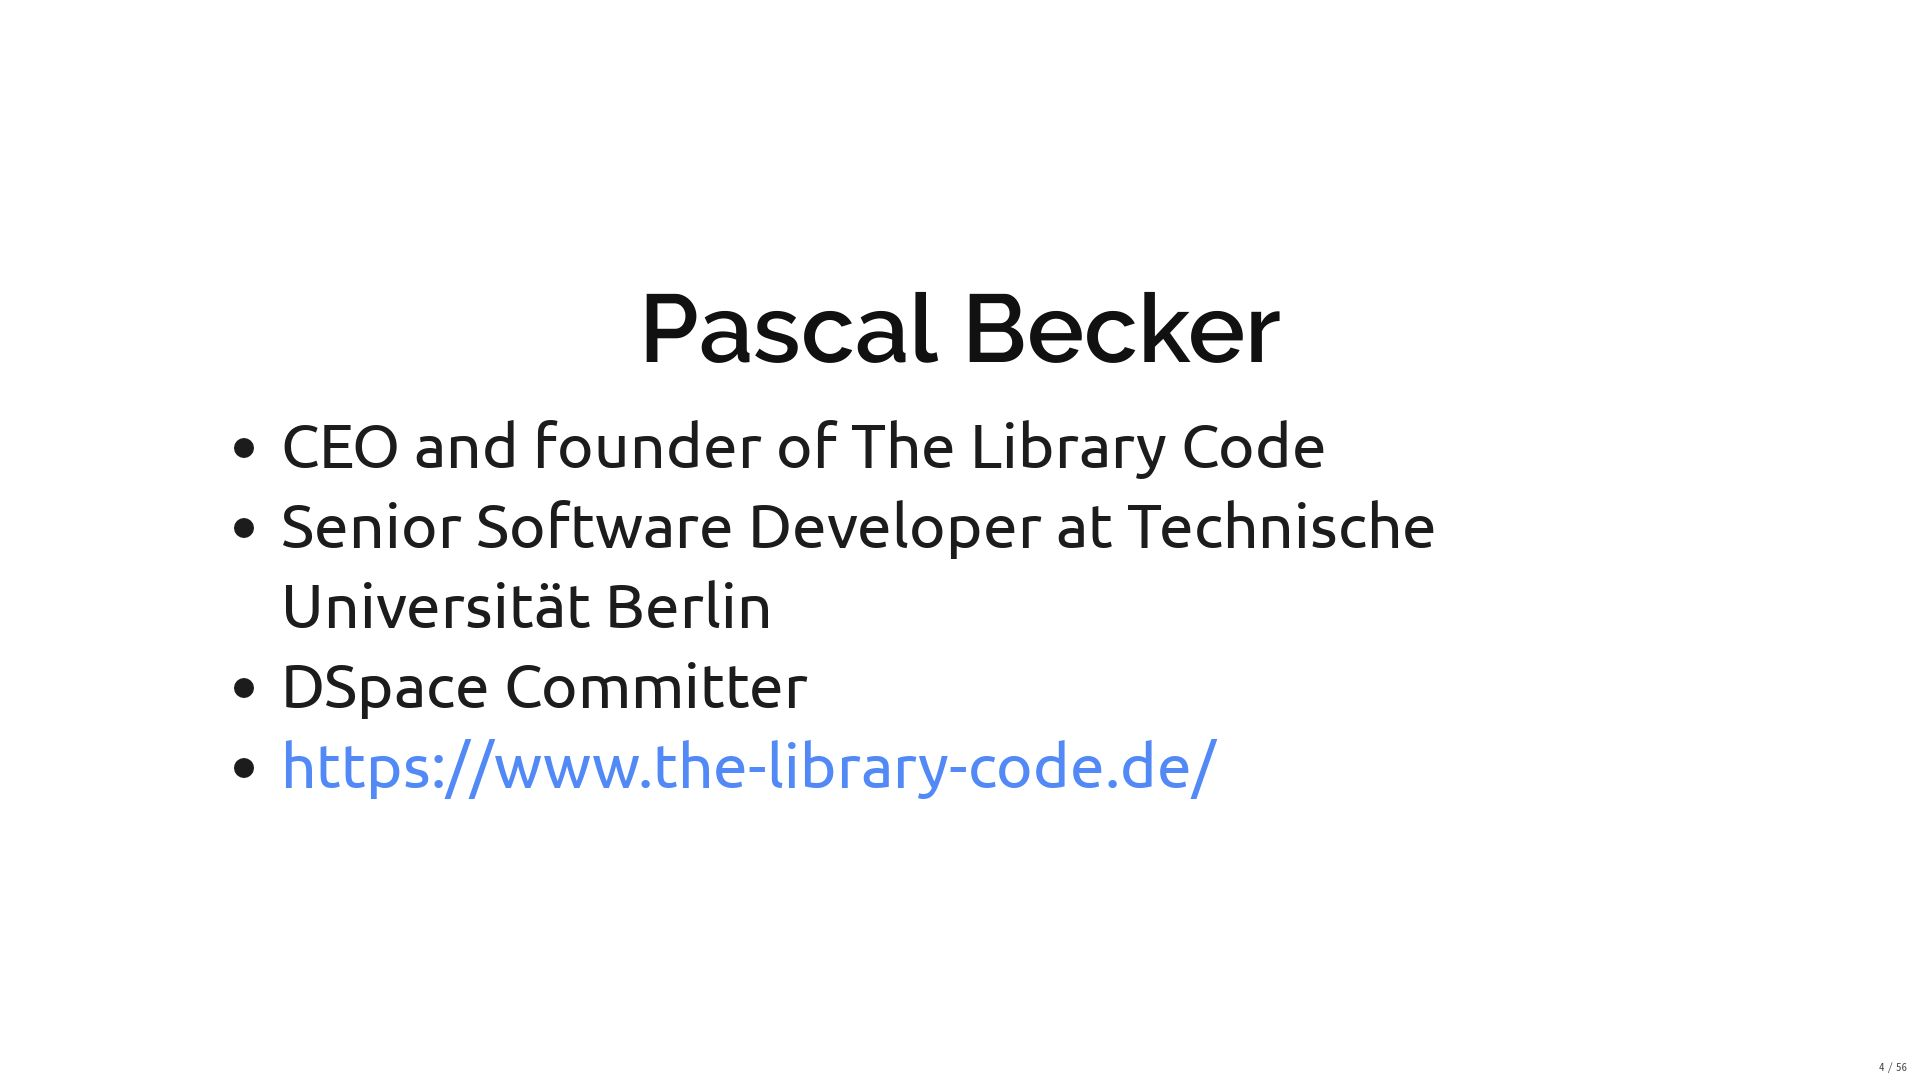 Pascal Becker
• CEO and founder of The Library Code
• Senior Software Developer at Technische
Universität Berlin
• DSpace Committer
• https://www.the-library-code.de/
4 / 56